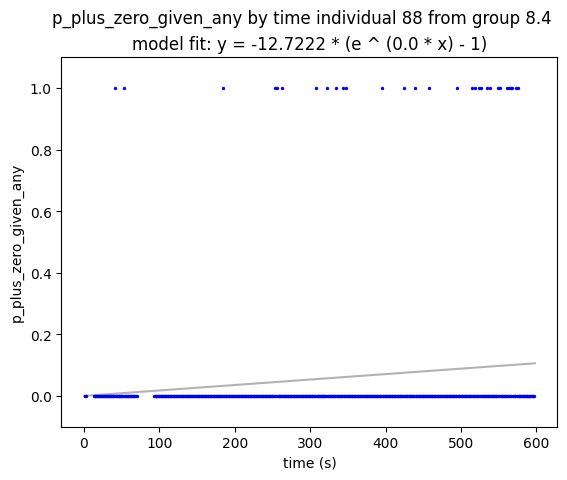 p_plus_zero_given_any by time individual 88 from group 8.4
model fit: y = -12.7222 * (e ^ (0.0 * x) - 1)
p_plus_zero_given_any
1.0
0.8
0.6
0.4
0.2
0.0
0 100 200 300 400 500 600
time (s)